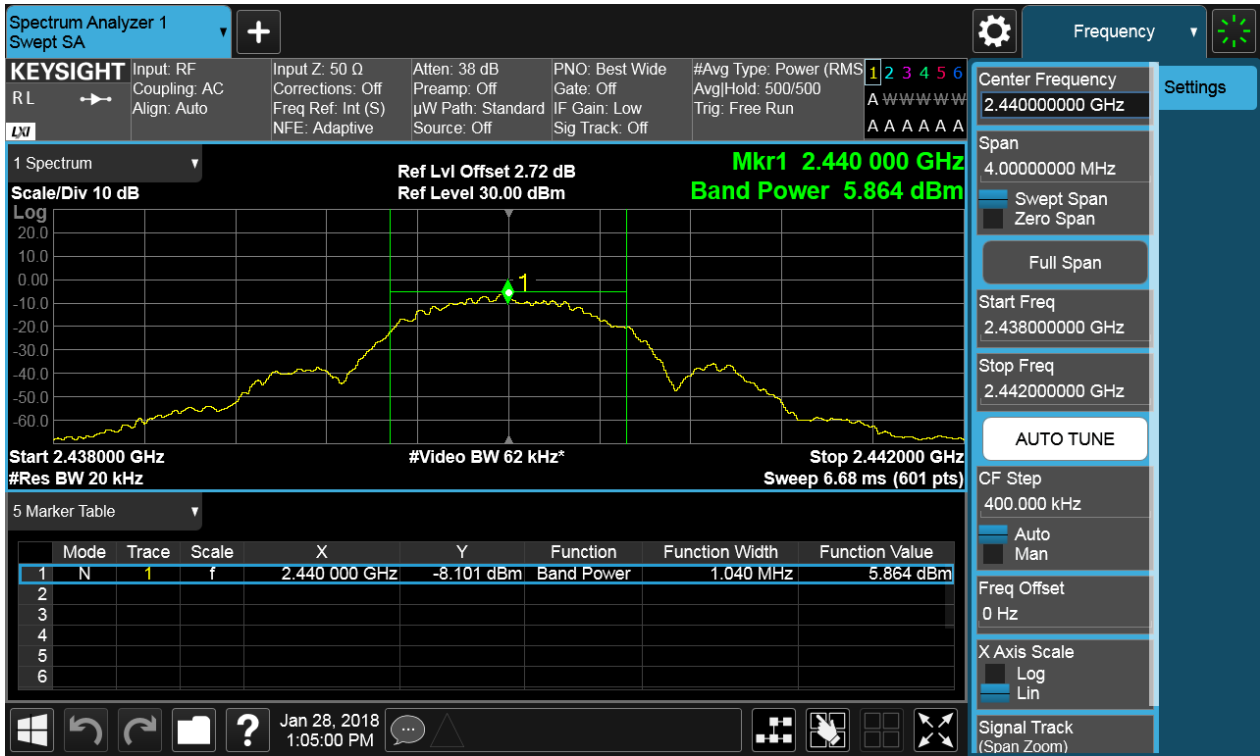 Spectrum Analyzer 1
Swept SA
+
Frequency
KEYSIGHT
RL
LXI
Input: RF
Coupling: AC
Align: Auto
Input Z: 50 Ω
Corrections: Off
Freq Ref: Int (S)
NFE: Adaptive
Atten: 38 dB
Preamp: Off
µW Path: Standard
Source: Off
PNO: Best Wide
Gate: Off
IF Gain: Low
Sig Track: Off
#Avg Type: Power (RMS
Avg|Hold: 500/500
Trig: Free Run
1 2 3 4 5 6
A W W W W W
A A A A A A
1 Spectrum
Scale/Div 10 dB
Ref Lvl Offset 2.72 dB
Ref Level 30.00 dBm
Mkr1 2.440 000 GHz
Band Power 5.864 dBm
Log
20.0
10.0
0.00
-10.0
-20.0
-30.0
-40.0
-50.0
-60.0
1
Start 2.438000 GHz
#Res BW 20 kHz
#Video BW 62 kHz*
Stop 2.442000 GHz
Sweep 6.68 ms (601 pts)
5 Marker Table
Mode Trace Scale X Y Function Function Width Function Value
1 N 1 f 2.440 000 GHz -8.101 dBm Band Power 1.040 MHz 5.864 dBm
2
3
4
5
6
Center Frequency
2.440000000 GHz
Span
4.00000000 MHz
Swept Span
Zero Span
Full Span
Start Freq
2.438000000 GHz
Stop Freq
2.442000000 GHz
AUTO TUNE
CF Step
400.000 kHz
Auto
Man
Freq Offset
0 Hz
X Axis Scale
Log
Lin
Signal Track
(Span Zoom)
Settings
?
Jan 28, 2018
1:05:00 PM